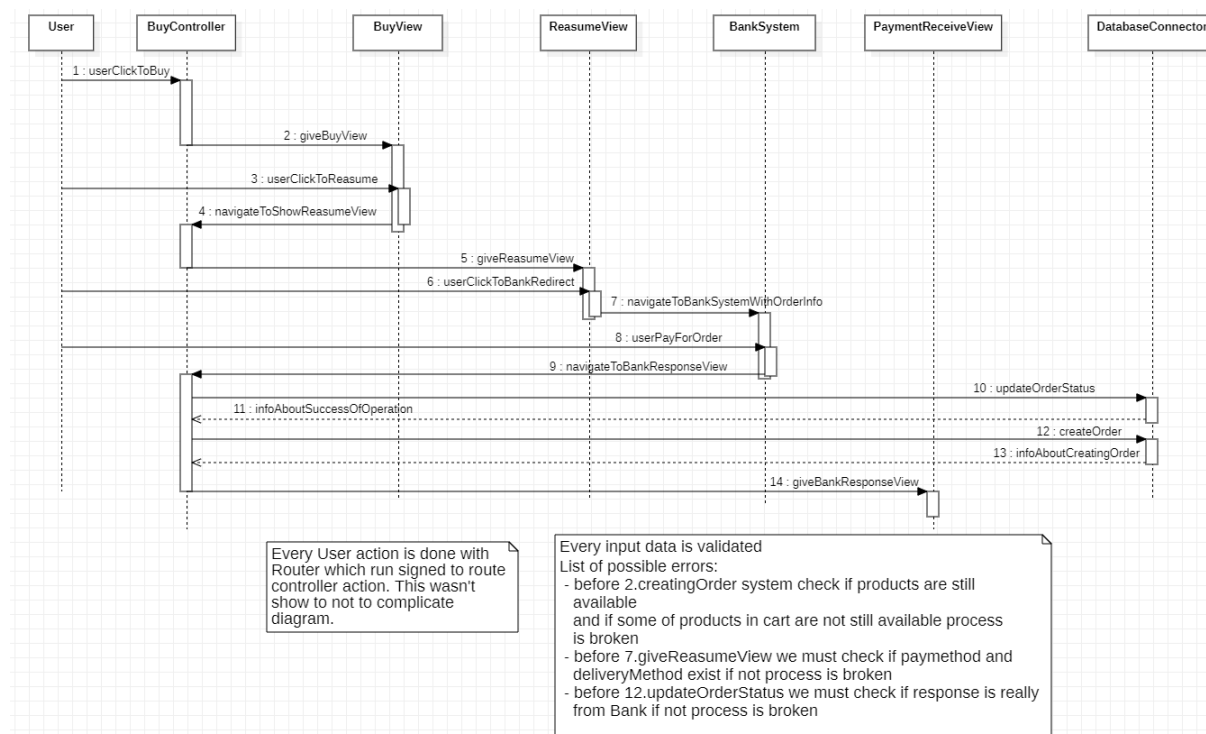 User
BuyController
BuyView
ReasumeView
BankSystem
PaymentReceiveView
DatabaseConnector
1 : userClickToBuy
2 : giveBuyView
3 : userClickToReasume
4 : navigateToShowReasumeView
5 : giveReasumeView
6 : userClickToBankRedirect
7 : navigateToBankSystemWithOrderInfo
8 : userPayForOrder
9 : navigateToBankResponseView
10 : updateOrderStatus
11 : infoAboutSuccessOfOperation
12 : createOrder
13 : infoAboutCreatingOrder
14 : giveBankResponseView
Every User action is done with
Router which run signed to route
controller action. This wasn't
show to not to complicate
diagram.
Every input data is validated
List of possible errors:
- before 2.creatingOrder system check if products are still
available
and if some of products in cart are not still available process
is broken
- before 7.giveReasumeView we must check if paymethod and
deliveryMethod exist if not process is broken
- before 12.updateOrderStatus we must check if response is really
from Bank if not process is broken